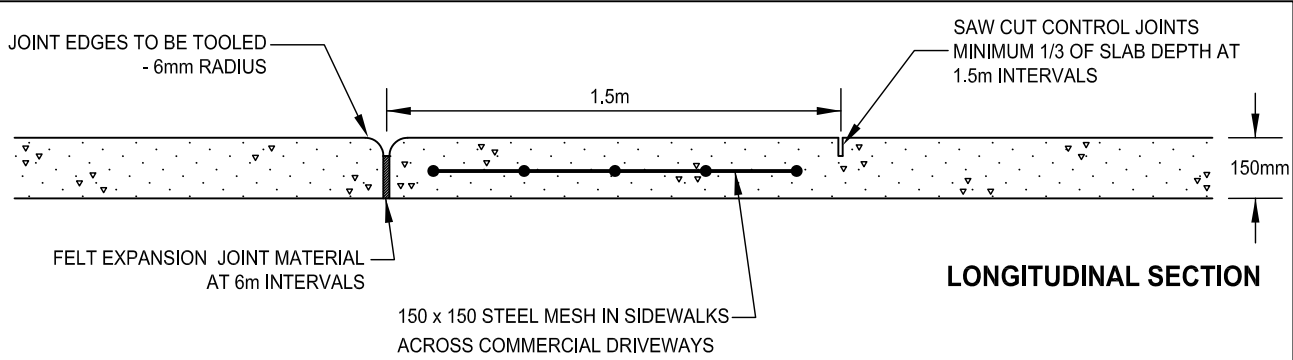 JOINT EDGES TO BE TOOLED
- 6mm RADIUS
SAW CUT CONTROL JOINTS
MINIMUM 1/3 OF SLAB DEPTH AT
1.5m INTERVALS
1.5m
150mm
FELT EXPANSION JOINT MATERIAL
AT 6m INTERVALS
LONGITUDINAL SECTION
150 x 150 STEEL MESH IN SIDEWALKS
ACROSS COMMERCIAL DRIVEWAYS